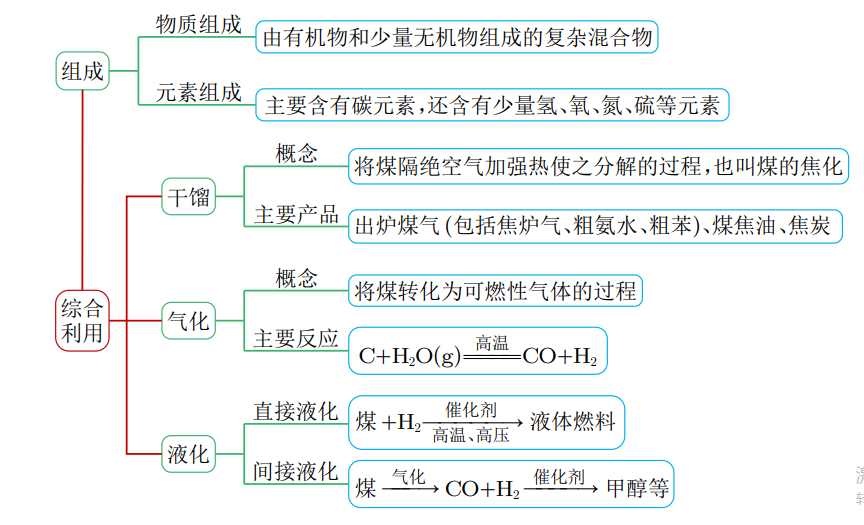 物质组成
由有机物和少量无机物组成的复杂混合物
组成
元素组成
主要含有碳元素,还含有少量氢、氧、氮、硫等元素
概念
将煤隔绝空气加强热使之分解的过程,也叫煤的焦化
干馏
主要产品
出炉煤气(包括焦炉气、粗氨水、粗苯)、煤焦油、焦炭
综合
利用
概念
将煤转化为可燃性气体的过程
气化
主要反应
高温
C+H₂O(g)═CO+H₂
直接液化
催化剂
煤+H₂→液体燃料
高温、高压
液化
间接液化
气化 催化剂
煤→CO+H₂→甲醇等